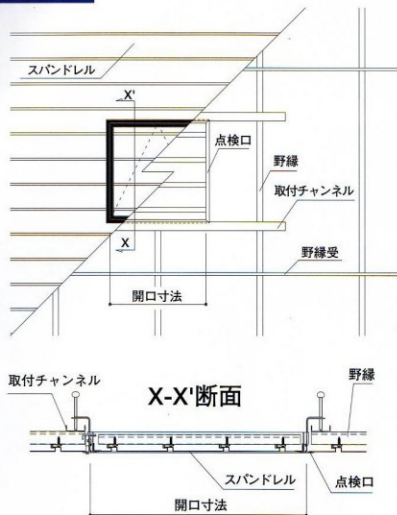 スパンドレル
X'
点検口
野縁
取付チャンネル
X
野縁受
開口寸法
取付チャンネル
X-X'断面
野縁
スパンドレル
点検口
開口寸法